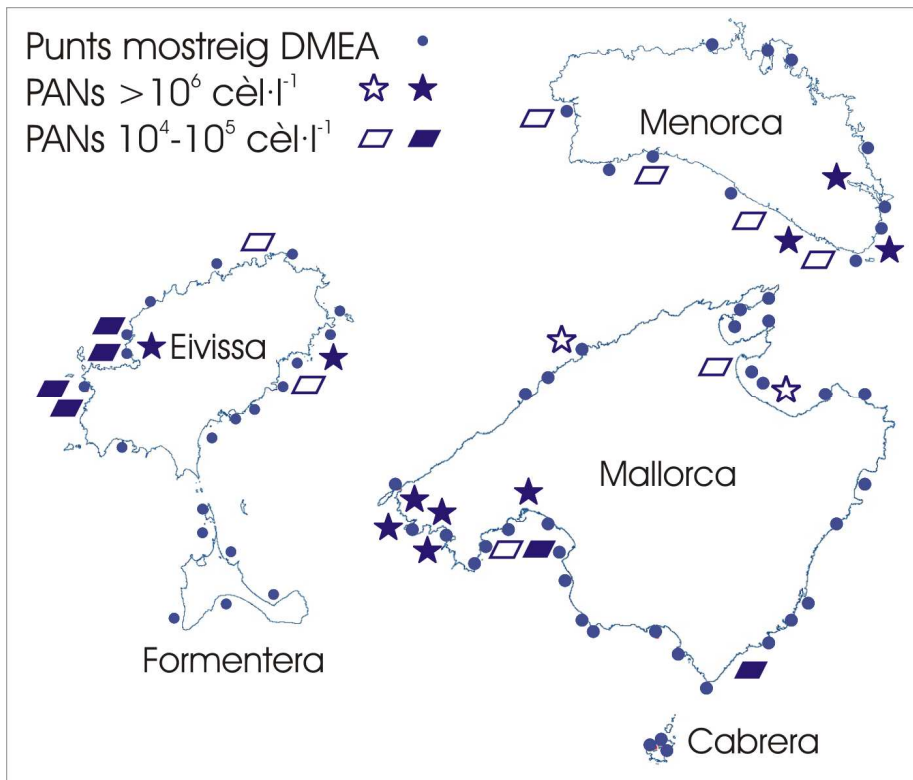 Punts mostreig DMEA
PANs >10⁶ cèl·l⁻¹
PANs 10⁴-10⁵ cèl·l⁻¹
Menorca
Eivissa
Mallorca
Formentera
Cabrera